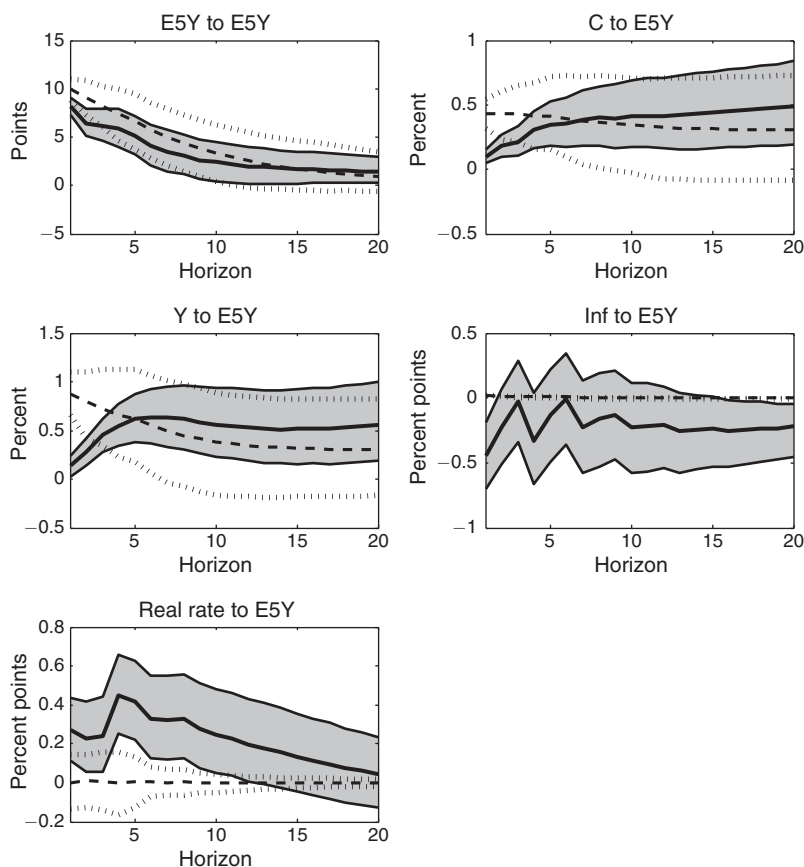 E5Y to E5Y
Points
15
10
5
0
−5
5
10
15
20
Horizon
C to E5Y
Percent
1
0.5
0
−0.5
5
10
15
20
Horizon
Y to E5Y
Percent
1.5
1
0.5
0
−0.5
5
10
15
20
Horizon
Inf to E5Y
Percent points
0.5
0
−0.5
−1
5
10
15
20
Horizon
Real rate to E5Y
Percent points
0.8
0.6
0.4
0.2
0
−0.2
5
10
15
20
Horizon